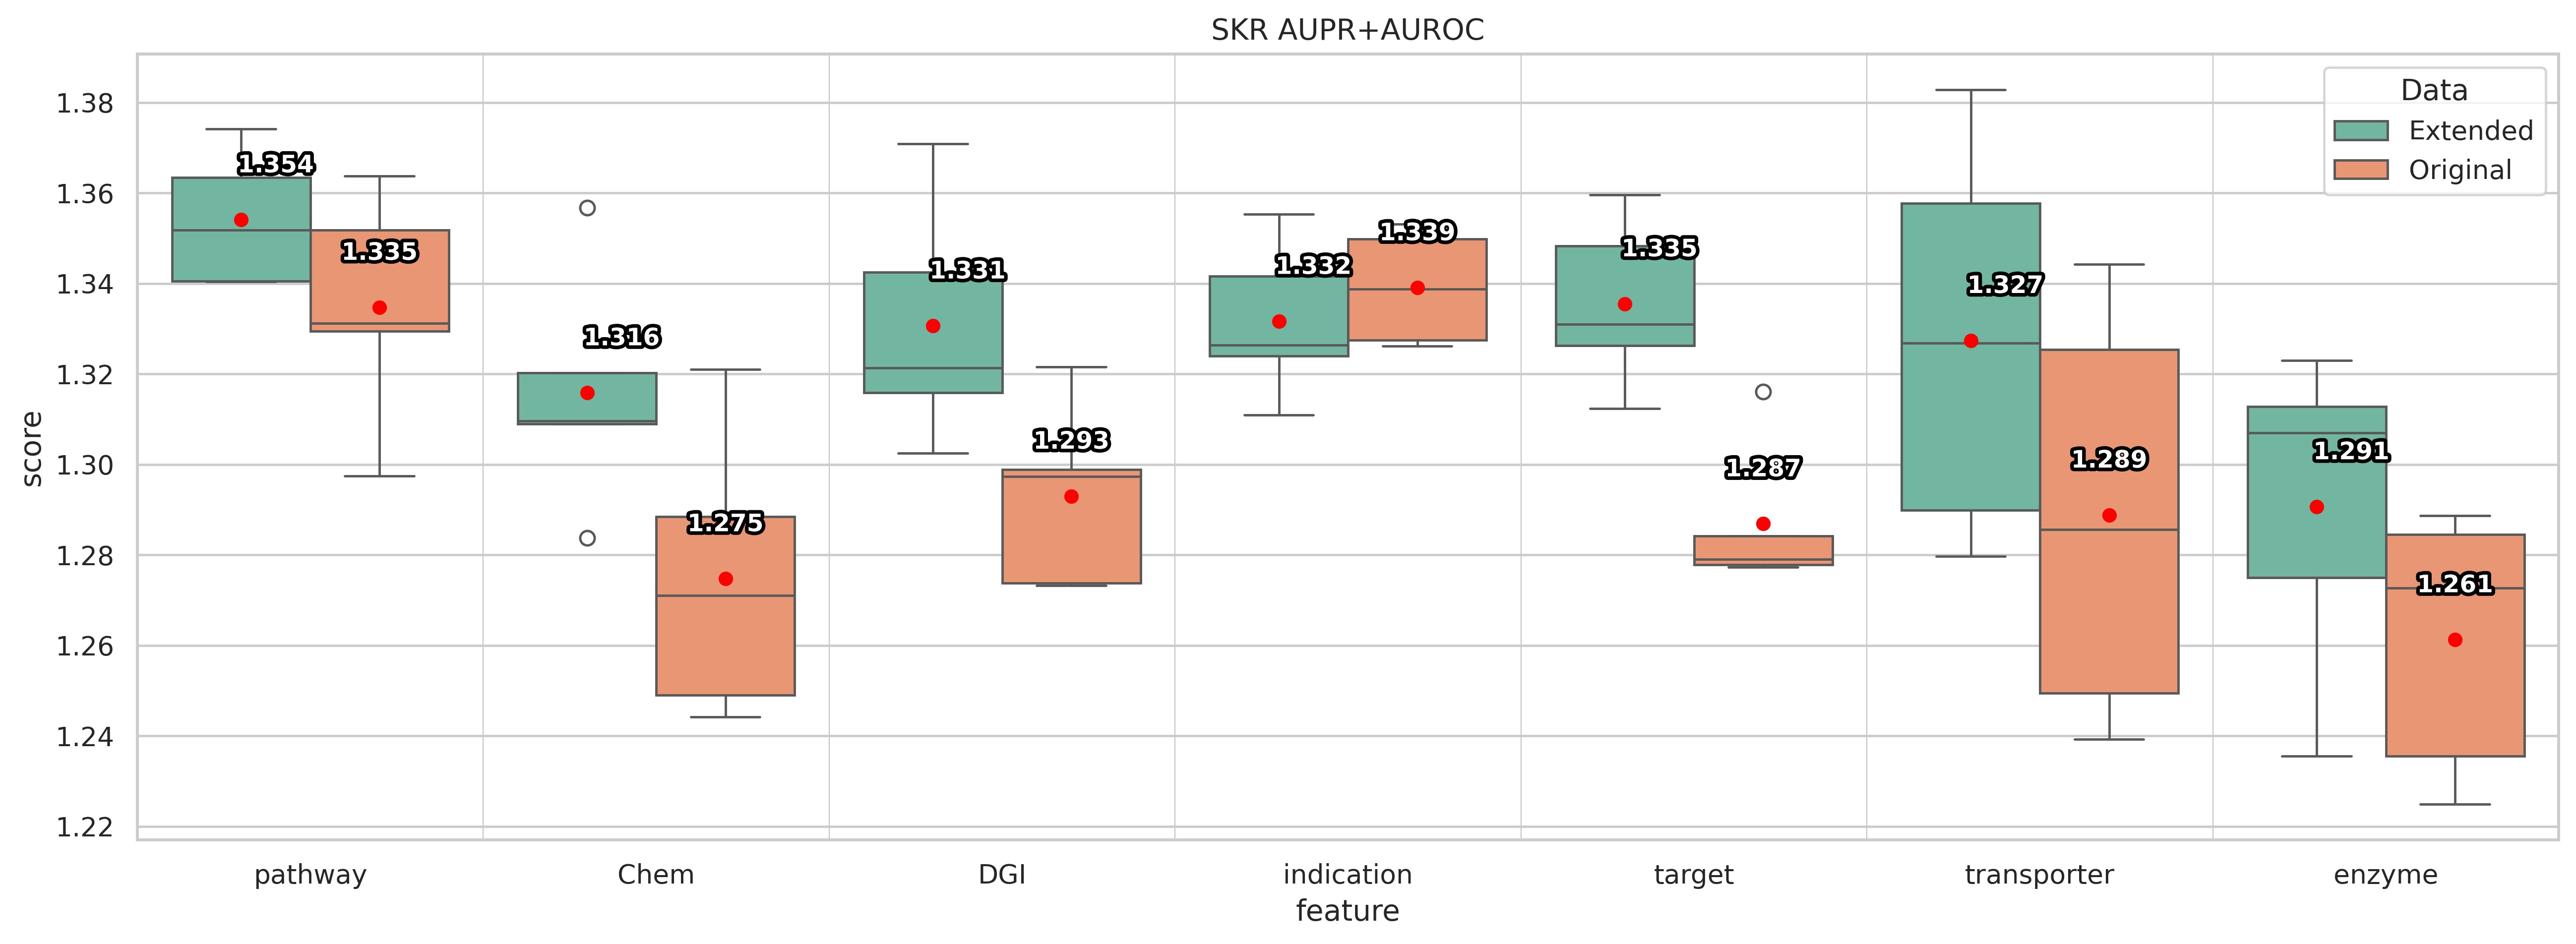 SKR AUPR+AUROC
score
1.38
1.36
1.34
1.32
1.30
1.28
1.26
1.24
1.22
1.354
1.335
1.316
1.275
1.331
1.293
1.332
1.339
1.335
1.287
1.327
1.289
1.291
1.261
Data
Extended
Original
pathway
Chem
DGI
indication
target
transporter
enzyme
feature